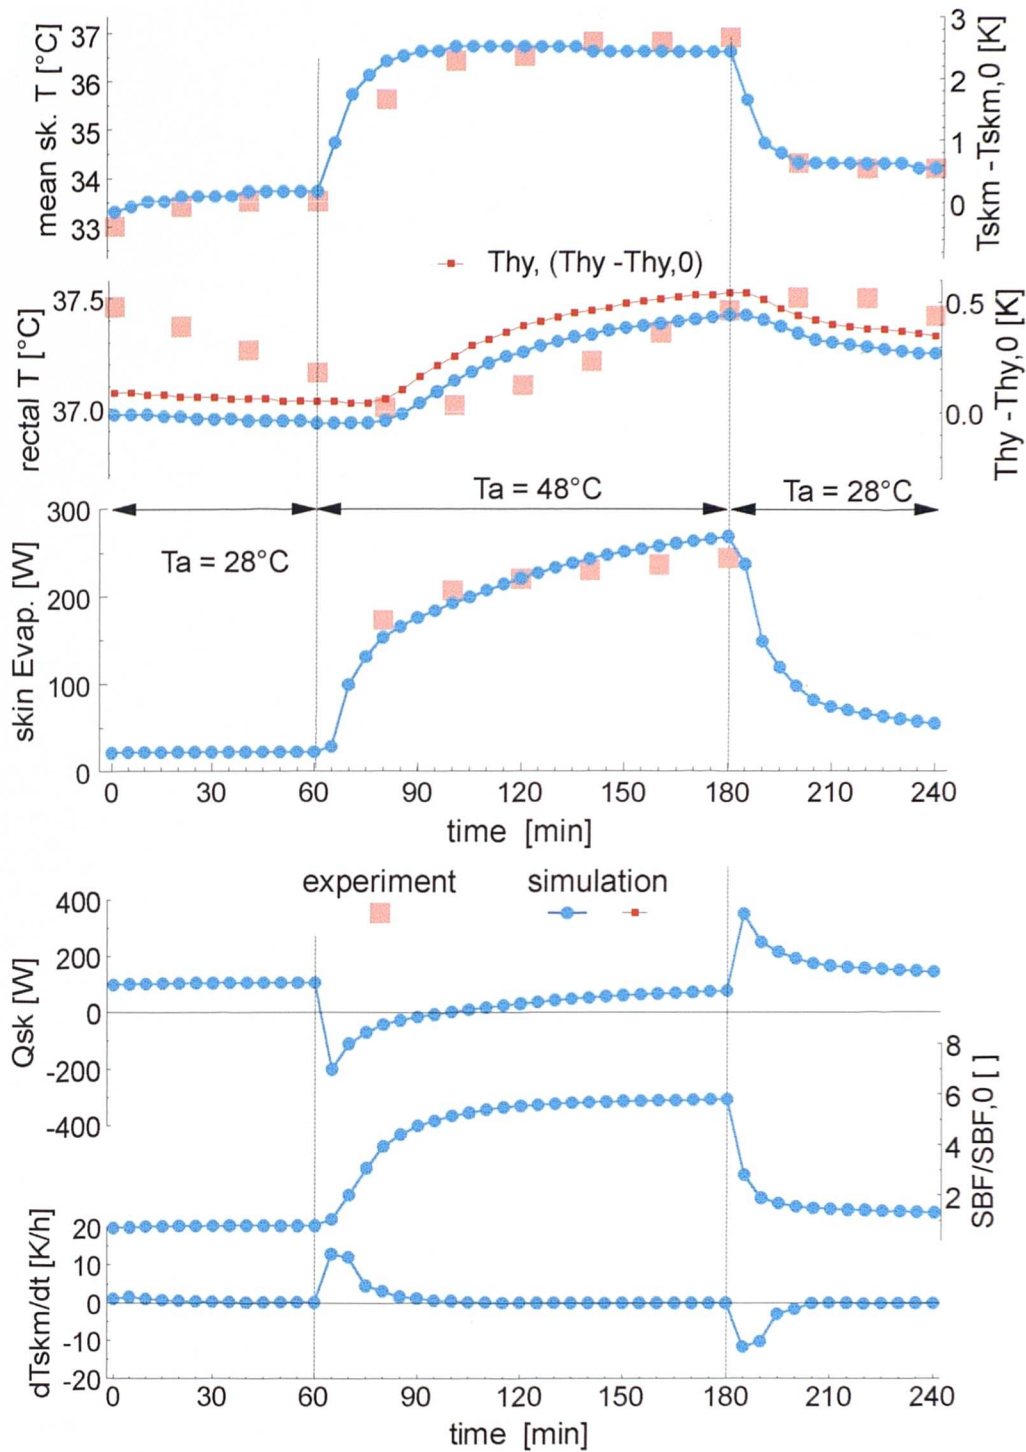 mean sk. T [°C]
37
36
35
34
33
3
2
1
0
Tskm -Tskm,0 [K]
Thy, (Thy -Thy,0)
rectal T [°C]
37.5
37.0
0.5
0.0
Thy -Thy,0 [K]
Ta = 28°C
Ta = 48°C
Ta = 28°C
skin Evap. [W]
300
200
100
0
0 30 60 90 120 150 180 210 240
time [min]
experiment simulation
Qsk [W]
400
200
0
-200
-400
8
6
4
2
SBF/SBF,0 [ ]
dTskm/dt [K/h]
20
10
0
-10
-20
0 30 60 90 120 150 180 210 240
time [min]